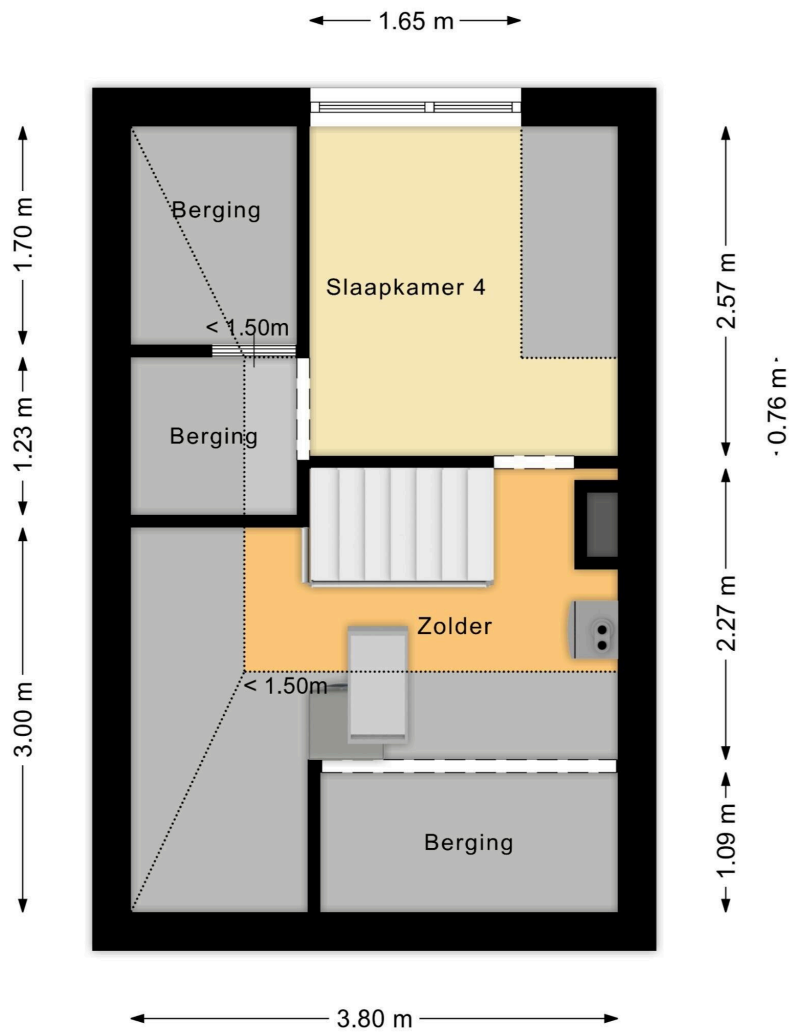 1.65 m
Berging
1.70 m
Slaapkamer 4
2.57 m
< 1.50m
0.76 m
Berging
1.23 m
Zolder
2.27 m
< 1.50m
3.00 m
Berging
1.09 m
3.80 m